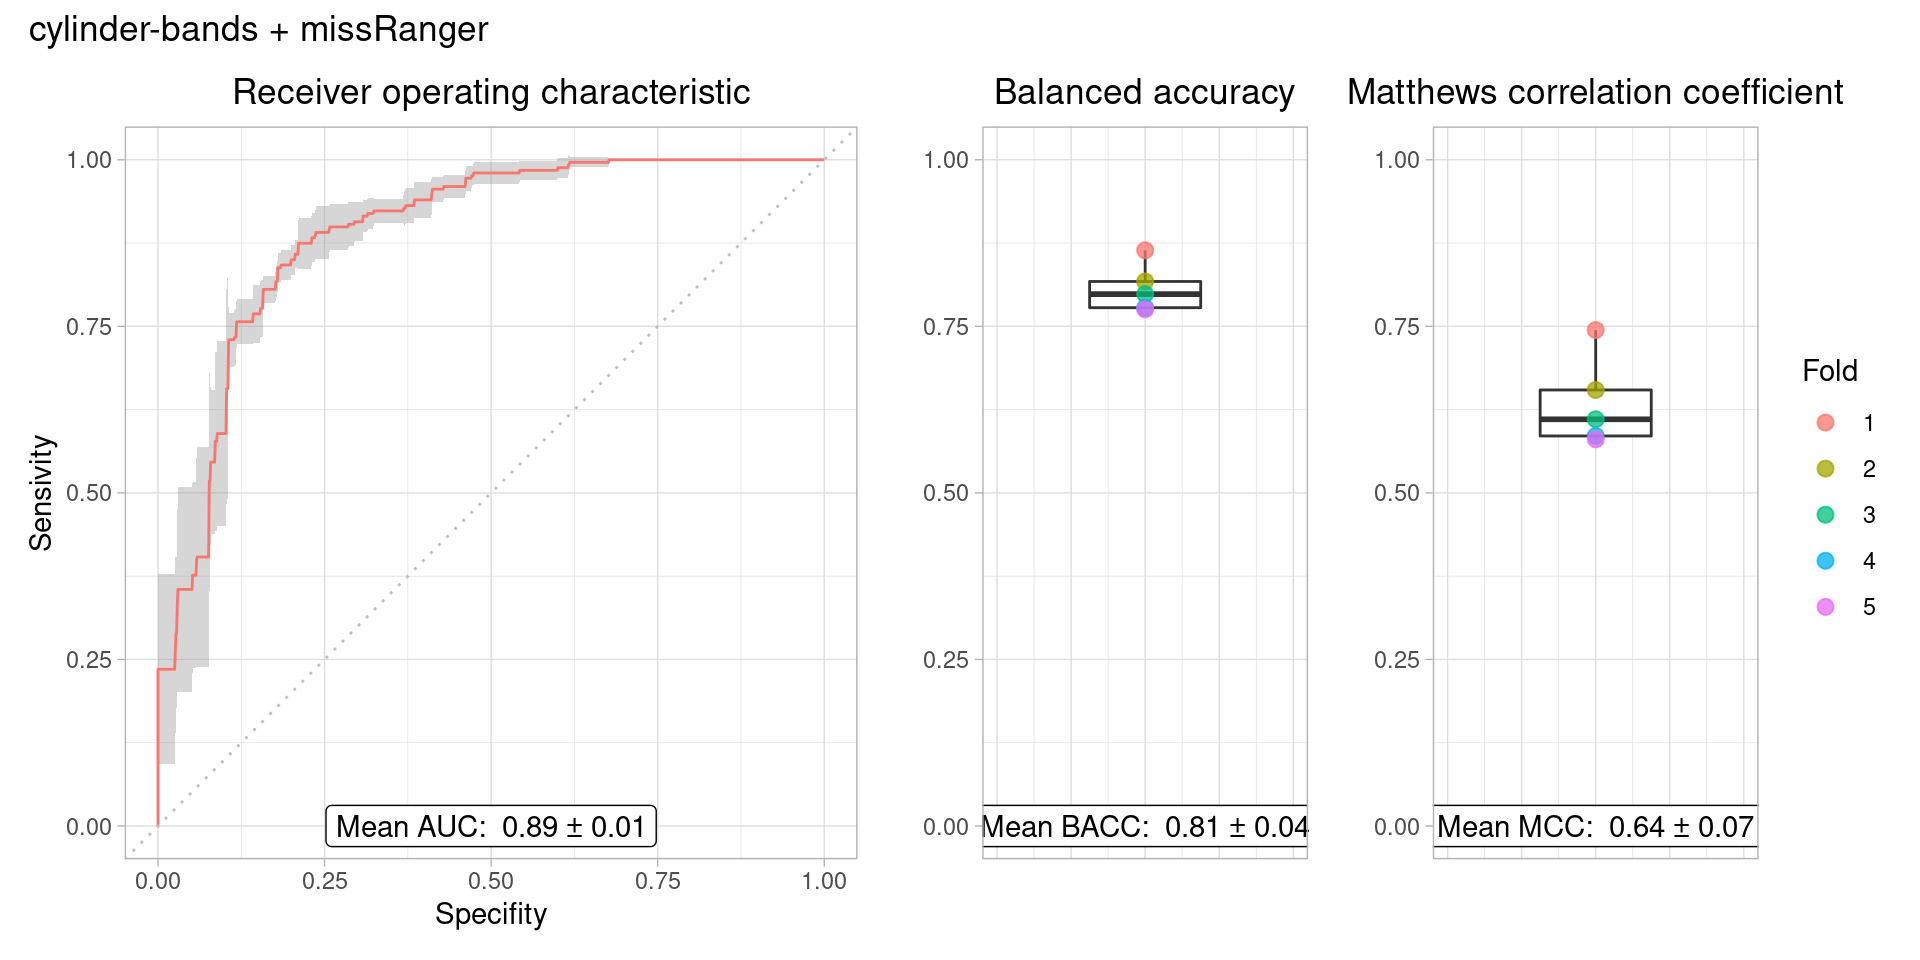 cylinder-bands + missRanger
Receiver operating characteristic
Sensivity
1.00
0.75
0.50
0.25
0.00
Mean AUC: 0.89 ± 0.01
0.00 0.25 0.50 0.75 1.00
Specifity
Balanced accuracy
1.00
0.75
0.50
0.25
0.00
Mean BACC: 0.81 ± 0.04
Matthews correlation coefficient
1.00
0.75
0.50
0.25
0.00
Mean MCC: 0.64 ± 0.07
Fold
1
2
3
4
5